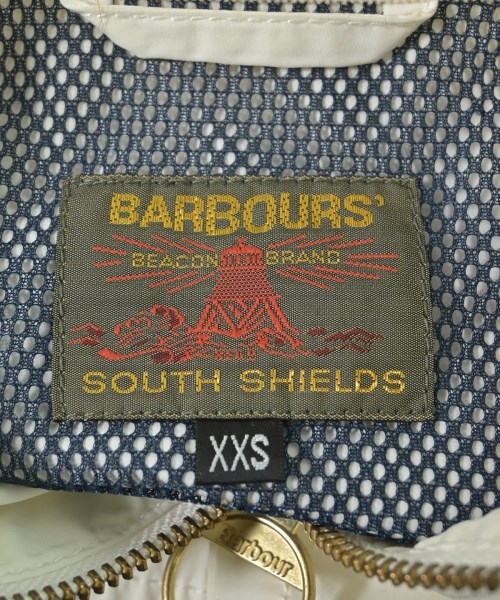 BARBOURS'
BEACON BRAND
SOUTH SHIELDS
XXS
Barbour